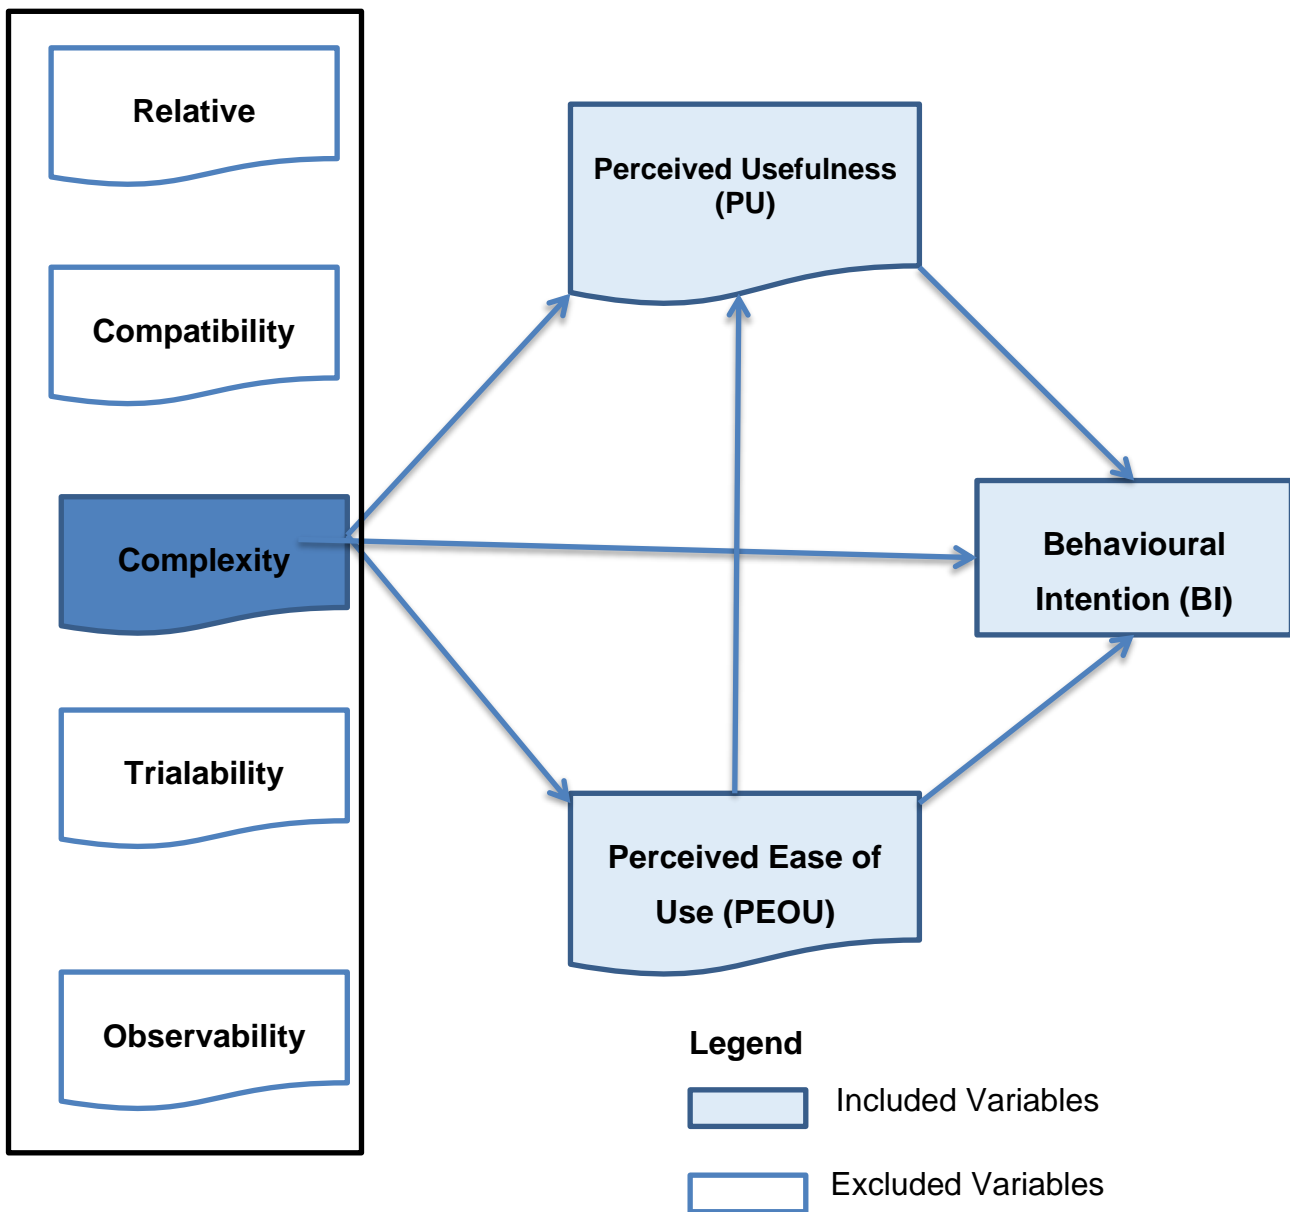 Relative
Compatibility
Complexity
Trialability
Observability
Perceived Usefulness
(PU)
Behavioural
Intention (BI)
Perceived Ease of
Use (PEOU)
Legend
Included Variables
Excluded Variables